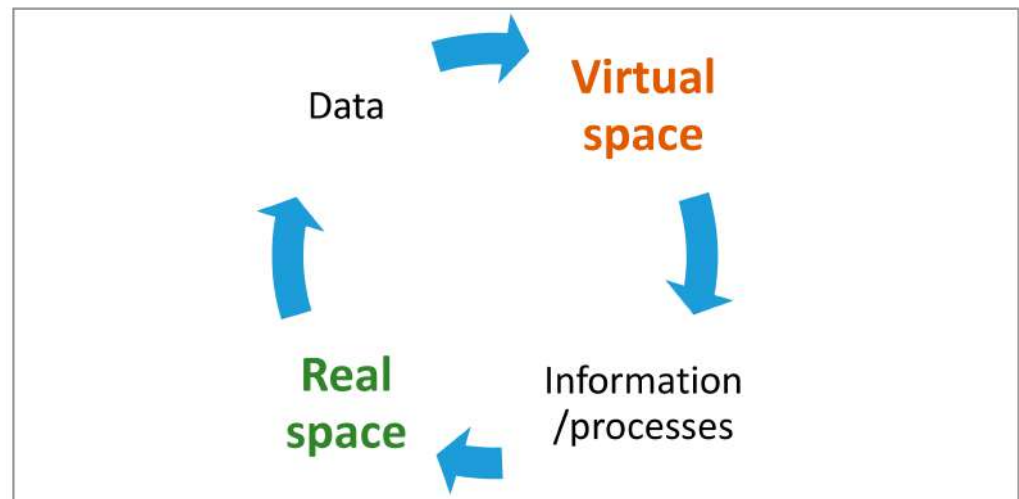 Data
Virtual
space
Information
/processes
Real
space